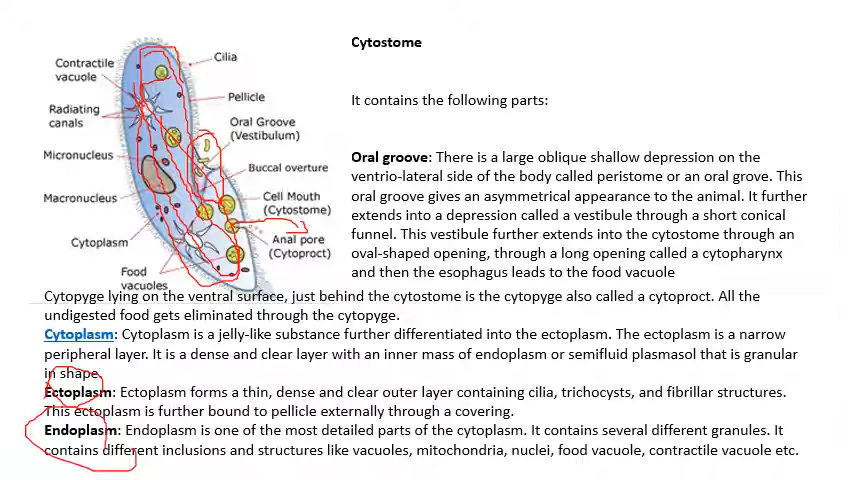 Contractile
vacuole
Radiating
canals
Micronucleus
Macronucleus
Cytoplasm
Food
vacuoles
Cilia
Pellicle
Oral Groove
(Vestibulum)
Buccal overture
Cell Mouth
(Cytostome)
Anal pore
(Cytoproct)
Cytostome
It contains the following parts:
Oral groove: There is a large oblique shallow depression on the
ventrio-lateral side of the body called peristome or an oral grove. This
oral groove gives an asymmetrical appearance to the animal. It further
extends into a depression called a vestibule through a short conical
funnel. This vestibule further extends into the cytostome through an
oval-shaped opening, through a long opening called a cytopharynx
and then the esophagus leads to the food vacuole
Cytopyge lying on the ventral surface, just behind the cytostome is the cytopyge also called a cytoproct. All the
undigested food gets eliminated through the cytopyge.
Cytoplasm: Cytoplasm is a jelly-like substance further differentiated into the ectoplasm. The ectoplasm is a narrow
peripheral layer. It is a dense and clear layer with an inner mass of endoplasm or semifluid plasmasol that is granular
in shape.
Ectoplasm: Ectoplasm forms a thin, dense and clear outer layer containing cilia, trichocysts, and fibrillar structures.
This ectoplasm is further bound to pellicle externally through a covering.
Endoplasm: Endoplasm is one of the most detailed parts of the cytoplasm. It contains several different granules. It
contains different inclusions and structures like vacuoles, mitochondria, nuclei, food vacuole, contractile vacuole etc.